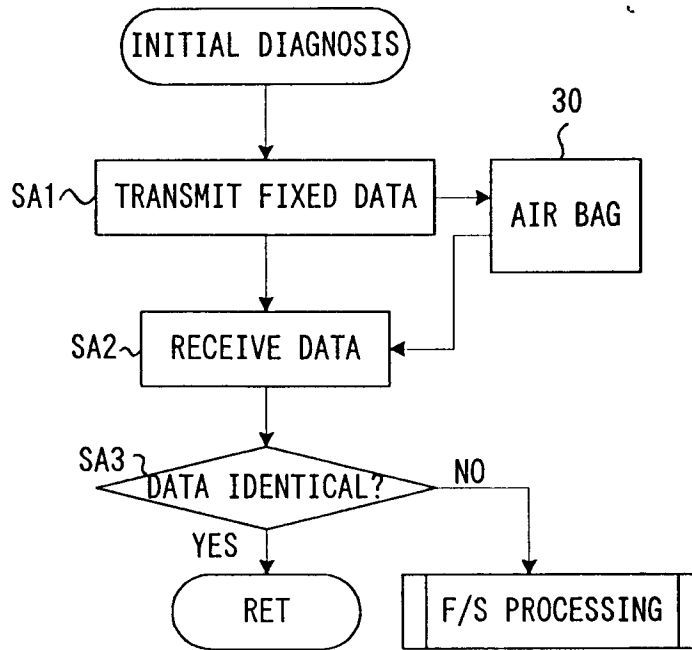 INITIAL DIAGNOSIS
30
SA1
TRANSMIT FIXED DATA
AIR BAG
SA2
RECEIVE DATA
SA3
DATA IDENTICAL?
NO
YES
RET
F/S PROCESSING